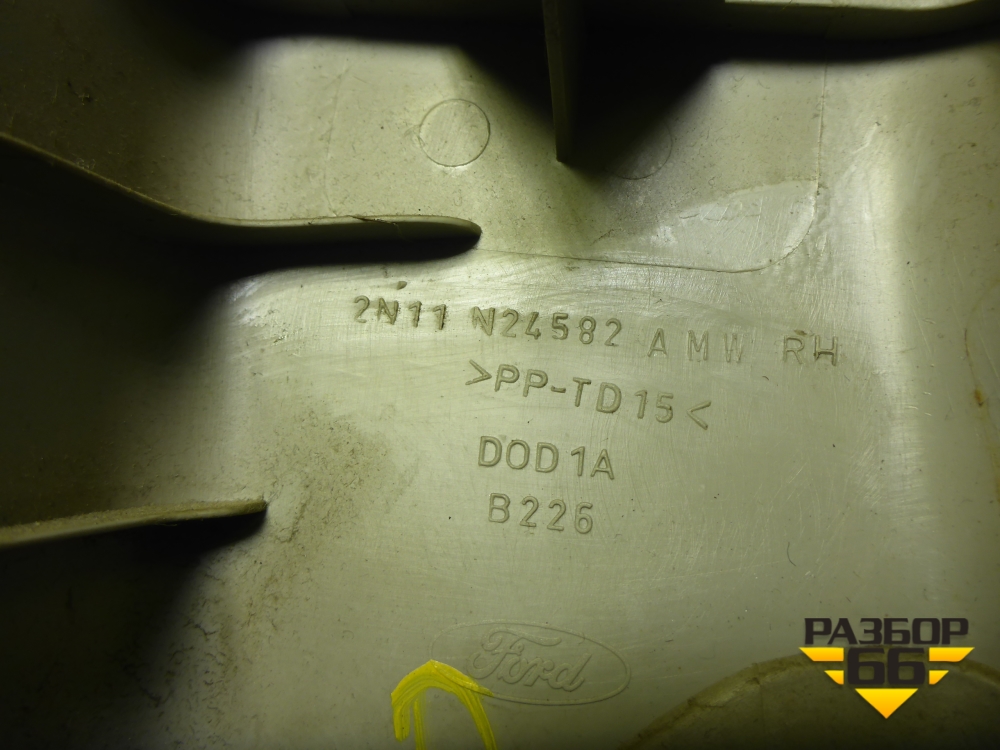 2N11 N24582 AMW RH
>PP-TD15<
DOD1A
B226
Ford
РАЗБОР
66